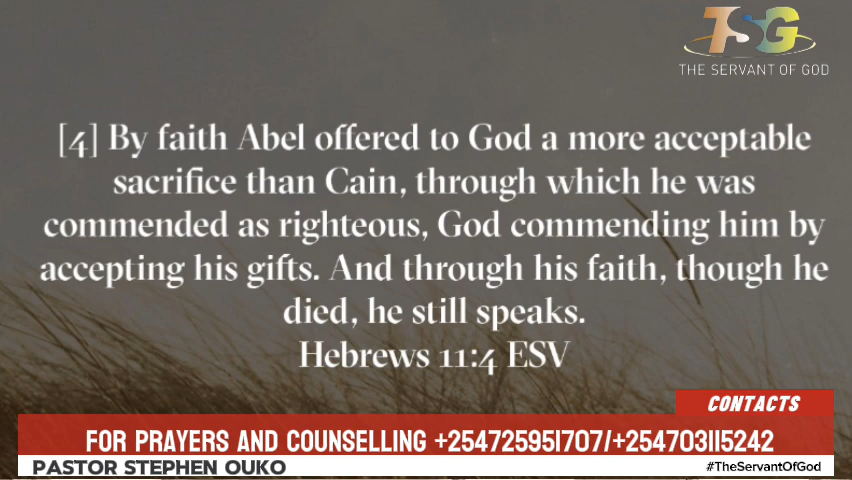 TSG
THE SERVANT OF GOD
[4] By faith Abel offered to God a more acceptable
sacrifice than Cain, through which he was
commended as righteous, God commending him by
accepting his gifts. And through his faith, though he
died, he still speaks.
Hebrews 11:4 ESV
CONTACTS
FOR PRAYERS AND COUNSELLING +254725951707/+254703115242
PASTOR STEPHEN OUKO
#TheServantOfGod